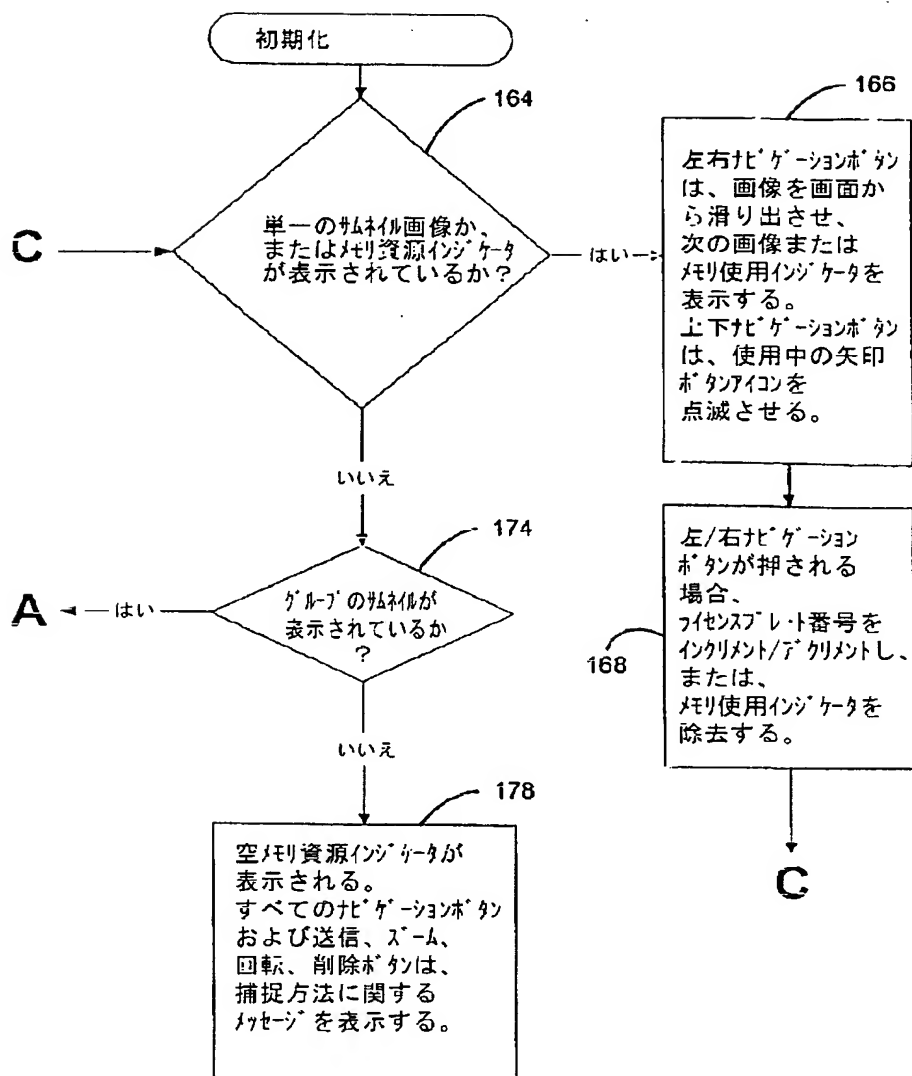 初期化
164
単一のサムネイル画像か、
またはメモリ資源インジケータ
が表示されているか？
C
はい
166
左右ナビゲーションボタン
は、画像を画面か
ら滑り出させ、
次の画像または
メモリ使用インジケータを
表示する。
上下ナビゲーションボタン
は、使用中の矢印
ボタンアイコンを
点滅させる。
いいえ
174
グループのサムネイルが
表示されているか
？
はい
A
168
左/右ナビゲーション
ボタンが押される
場合、
ライセンスプレート番号を
インクリメント/デクリメントし、
または、
メモリ使用インジケータを
除去する。
C
いいえ
178
空メモリ資源インジケータが
表示される。
すべてのナビゲーションボタン
および送信、ズーム、
回転、削除ボタンは、
捕捉方法に関する
メッセージを表示する。